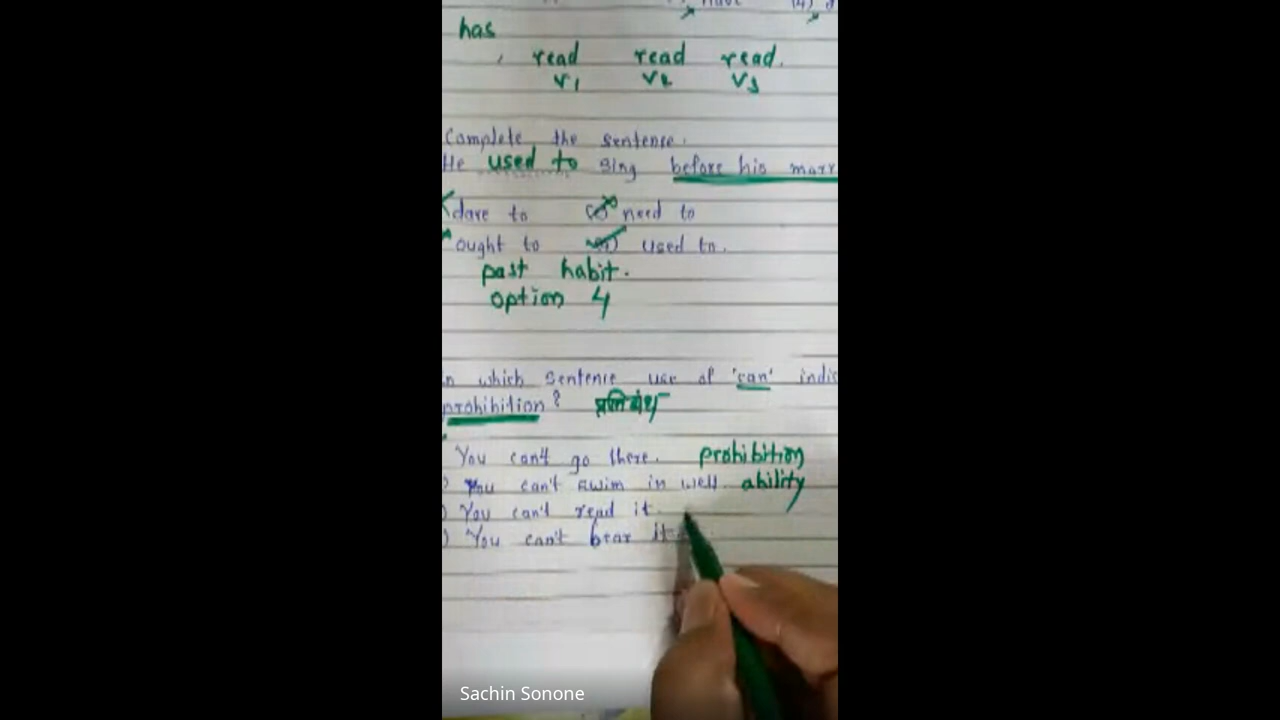 have (4)
has
, read read read.
V1 V2 V3
Complete the sentence.
He used to sing before his marr
dare to need to
ought to used to.
past habit.
option 4
n which sentence use of 'can' indic
prohibition? प्रतिबंध
You can't go there. prohibition
) You can't swim in well. ability
) You can't read it.
) You can't bear it
Sachin Sonone